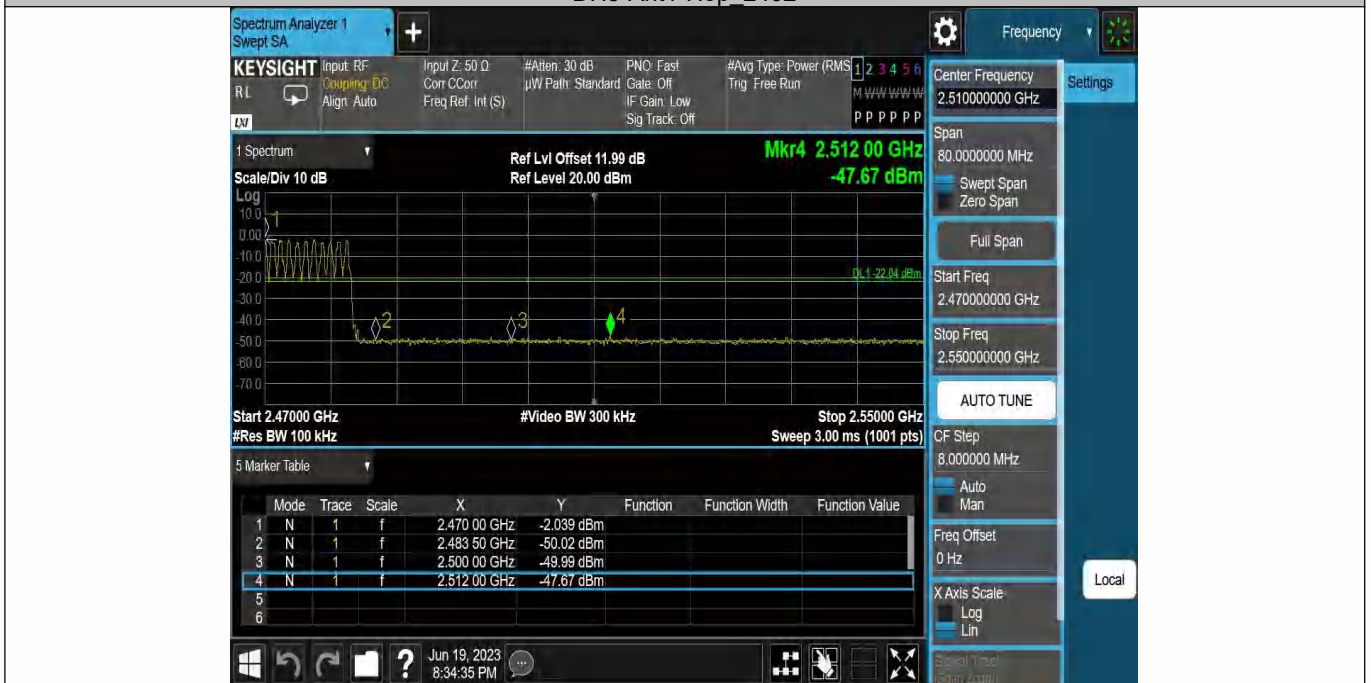 Spectrum Analyzer 1
Swept SA
Frequency
KEYSIGHT
RL
LXI
Input: RF
Coupling: DC
Align: Auto
Input Z: 50 Ω
Corr CCorr
Freq Ref: Int (S)
#Atten: 30 dB
µW Path: Standard
PNO: Fast
Gate: Off
IF Gain: Low
Sig Track: Off
#Avg Type: Power (RMS
Trig: Free Run
1 2 3 4 5 6
M W W W W W
P P P P P P
Center Frequency
2.510000000 GHz
Settings
Span
80.0000000 MHz
Swept Span
Zero Span
Full Span
Start Freq
2.470000000 GHz
Stop Freq
2.550000000 GHz
AUTO TUNE
CF Step
8.000000 MHz
Auto
Man
Freq Offset
0 Hz
X Axis Scale
Log
Lin
Local
1 Spectrum
Scale/Div 10 dB
Ref Lvl Offset 11.99 dB
Ref Level 20.00 dBm
Mkr4 2.512 00 GHz
-47.67 dBm
Log
10.0
0.00
-10.0
-20.0
-30.0
-40.0
-50.0
-60.0
-70.0
1
2
3
4
DL1 -22.04 dBm
Start 2.47000 GHz
#Res BW 100 kHz
#Video BW 300 kHz
Stop 2.55000 GHz
Sweep 3.00 ms (1001 pts)
5 Marker Table
Mode Trace Scale X Y Function Function Width Function Value
1 N 1 f 2.470 00 GHz -2.039 dBm
2 N 1 f 2.483 50 GHz -50.02 dBm
3 N 1 f 2.500 00 GHz -49.99 dBm
4 N 1 f 2.512 00 GHz -47.67 dBm
5
6
Jun 19, 2023
8:34:35 PM